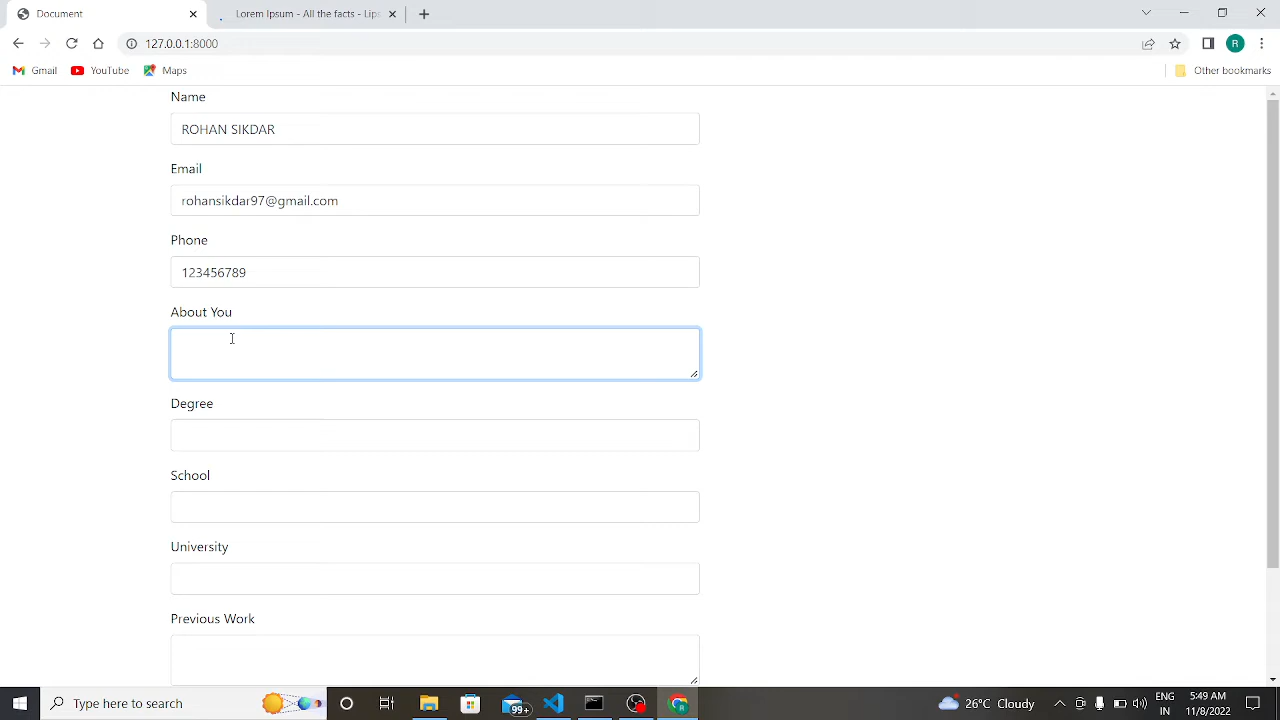 Document
Lorem Ipsum - All the facts - Lips
127.0.0.1:8000
R
Gmail
YouTube
Maps
Other bookmarks
Name
ROHAN SIKDAR
Email
rohansikdar97@gmail.com
Phone
123456789
About You
Degree
School
University
Previous Work
Type here to search
99+
R
26°C Cloudy
ENG
IN
5:49 AM
11/8/2022